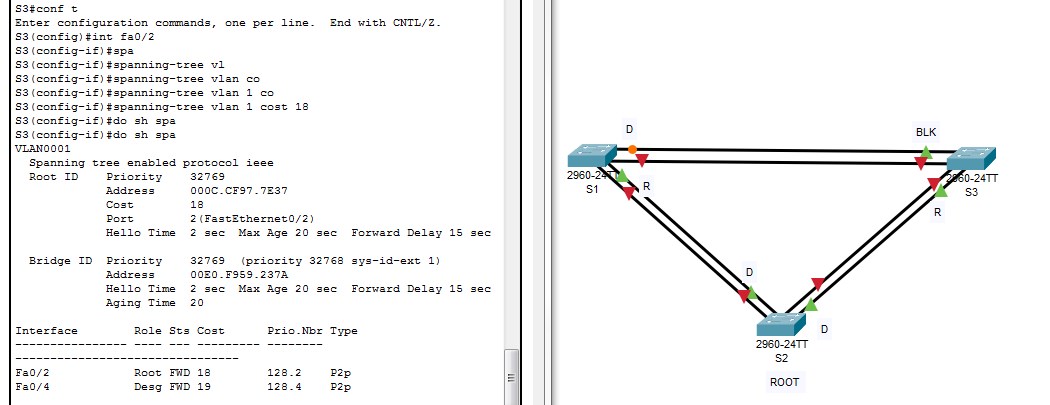 S3#conf t
Enter configuration commands, one per line.  End with CNTL/Z.
S3(config)#int fa0/2
S3(config-if)#spa
S3(config-if)#spanning-tree vl
S3(config-if)#spanning-tree vlan co
S3(config-if)#spanning-tree vlan 1 co
S3(config-if)#spanning-tree vlan 1 cost 18
S3(config-if)#do sh spa
S3(config-if)#do sh spa
VLAN0001
Spanning tree enabled protocol ieee
Root ID    Priority    32769
Address     000C.CF97.7E37
Cost        18
Port        2(FastEthernet0/2)
Hello Time  2 sec  Max Age 20 sec  Forward Delay 15 sec
Bridge ID  Priority    32769  (priority 32768 sys-id-ext 1)
Address     00E0.F959.237A
Hello Time  2 sec  Max Age 20 sec  Forward Delay 15 sec
Aging Time  20
Interface        Role Sts Cost      Prio.Nbr Type
---------------- ---- --- --------- --------
--------------------------------
Fa0/2            Root FWD 18        128.2    P2p
Fa0/4            Desg FWD 19        128.4    P2p
D
BLK
2960-24TT
S1
R
2960-24TT
S3
R
D
D
2960-24TT
S2
ROOT